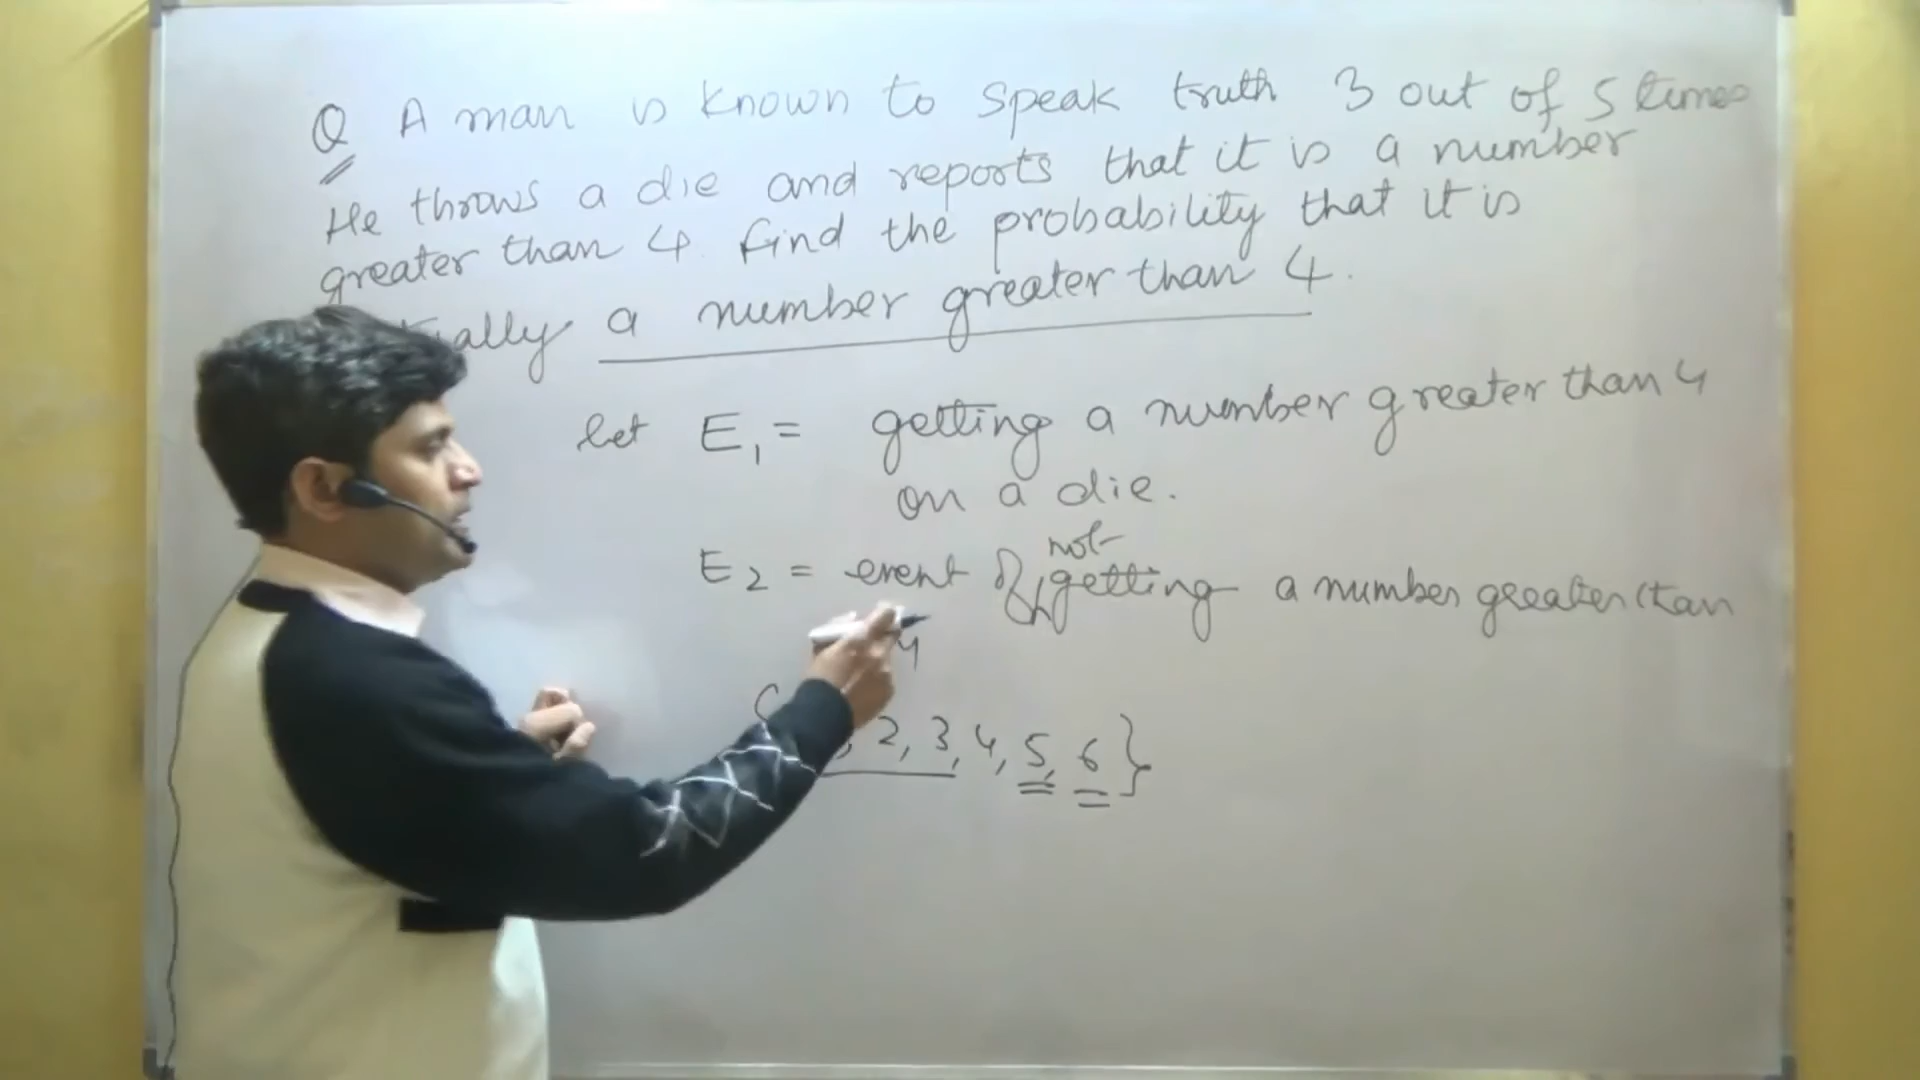 Q A man is known to speak truth 3 out of 5 times
He throws a die and reports that it is a number
greater than 4. find the probability that it is
a number greater than 4.
let E1 = getting a number greater than 4
on a die.
E2 = event of not getting a number greater than
4
2, 3, 4, 5, 6 }